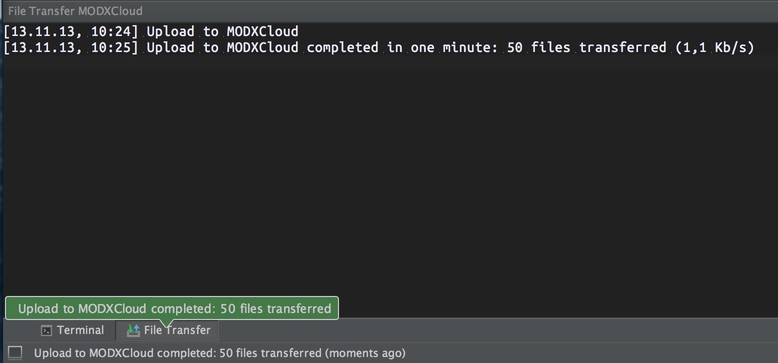 File Transfer MODXCloud
[13.11.13, 10:24] Upload to MODXCloud
[13.11.13, 10:25] Upload to MODXCloud completed in one minute: 50 files transferred (1,1 Kb/s)
Upload to MODXCloud completed: 50 files transferred
Terminal File Transfer
Upload to MODXCloud completed: 50 files transferred (moments ago)